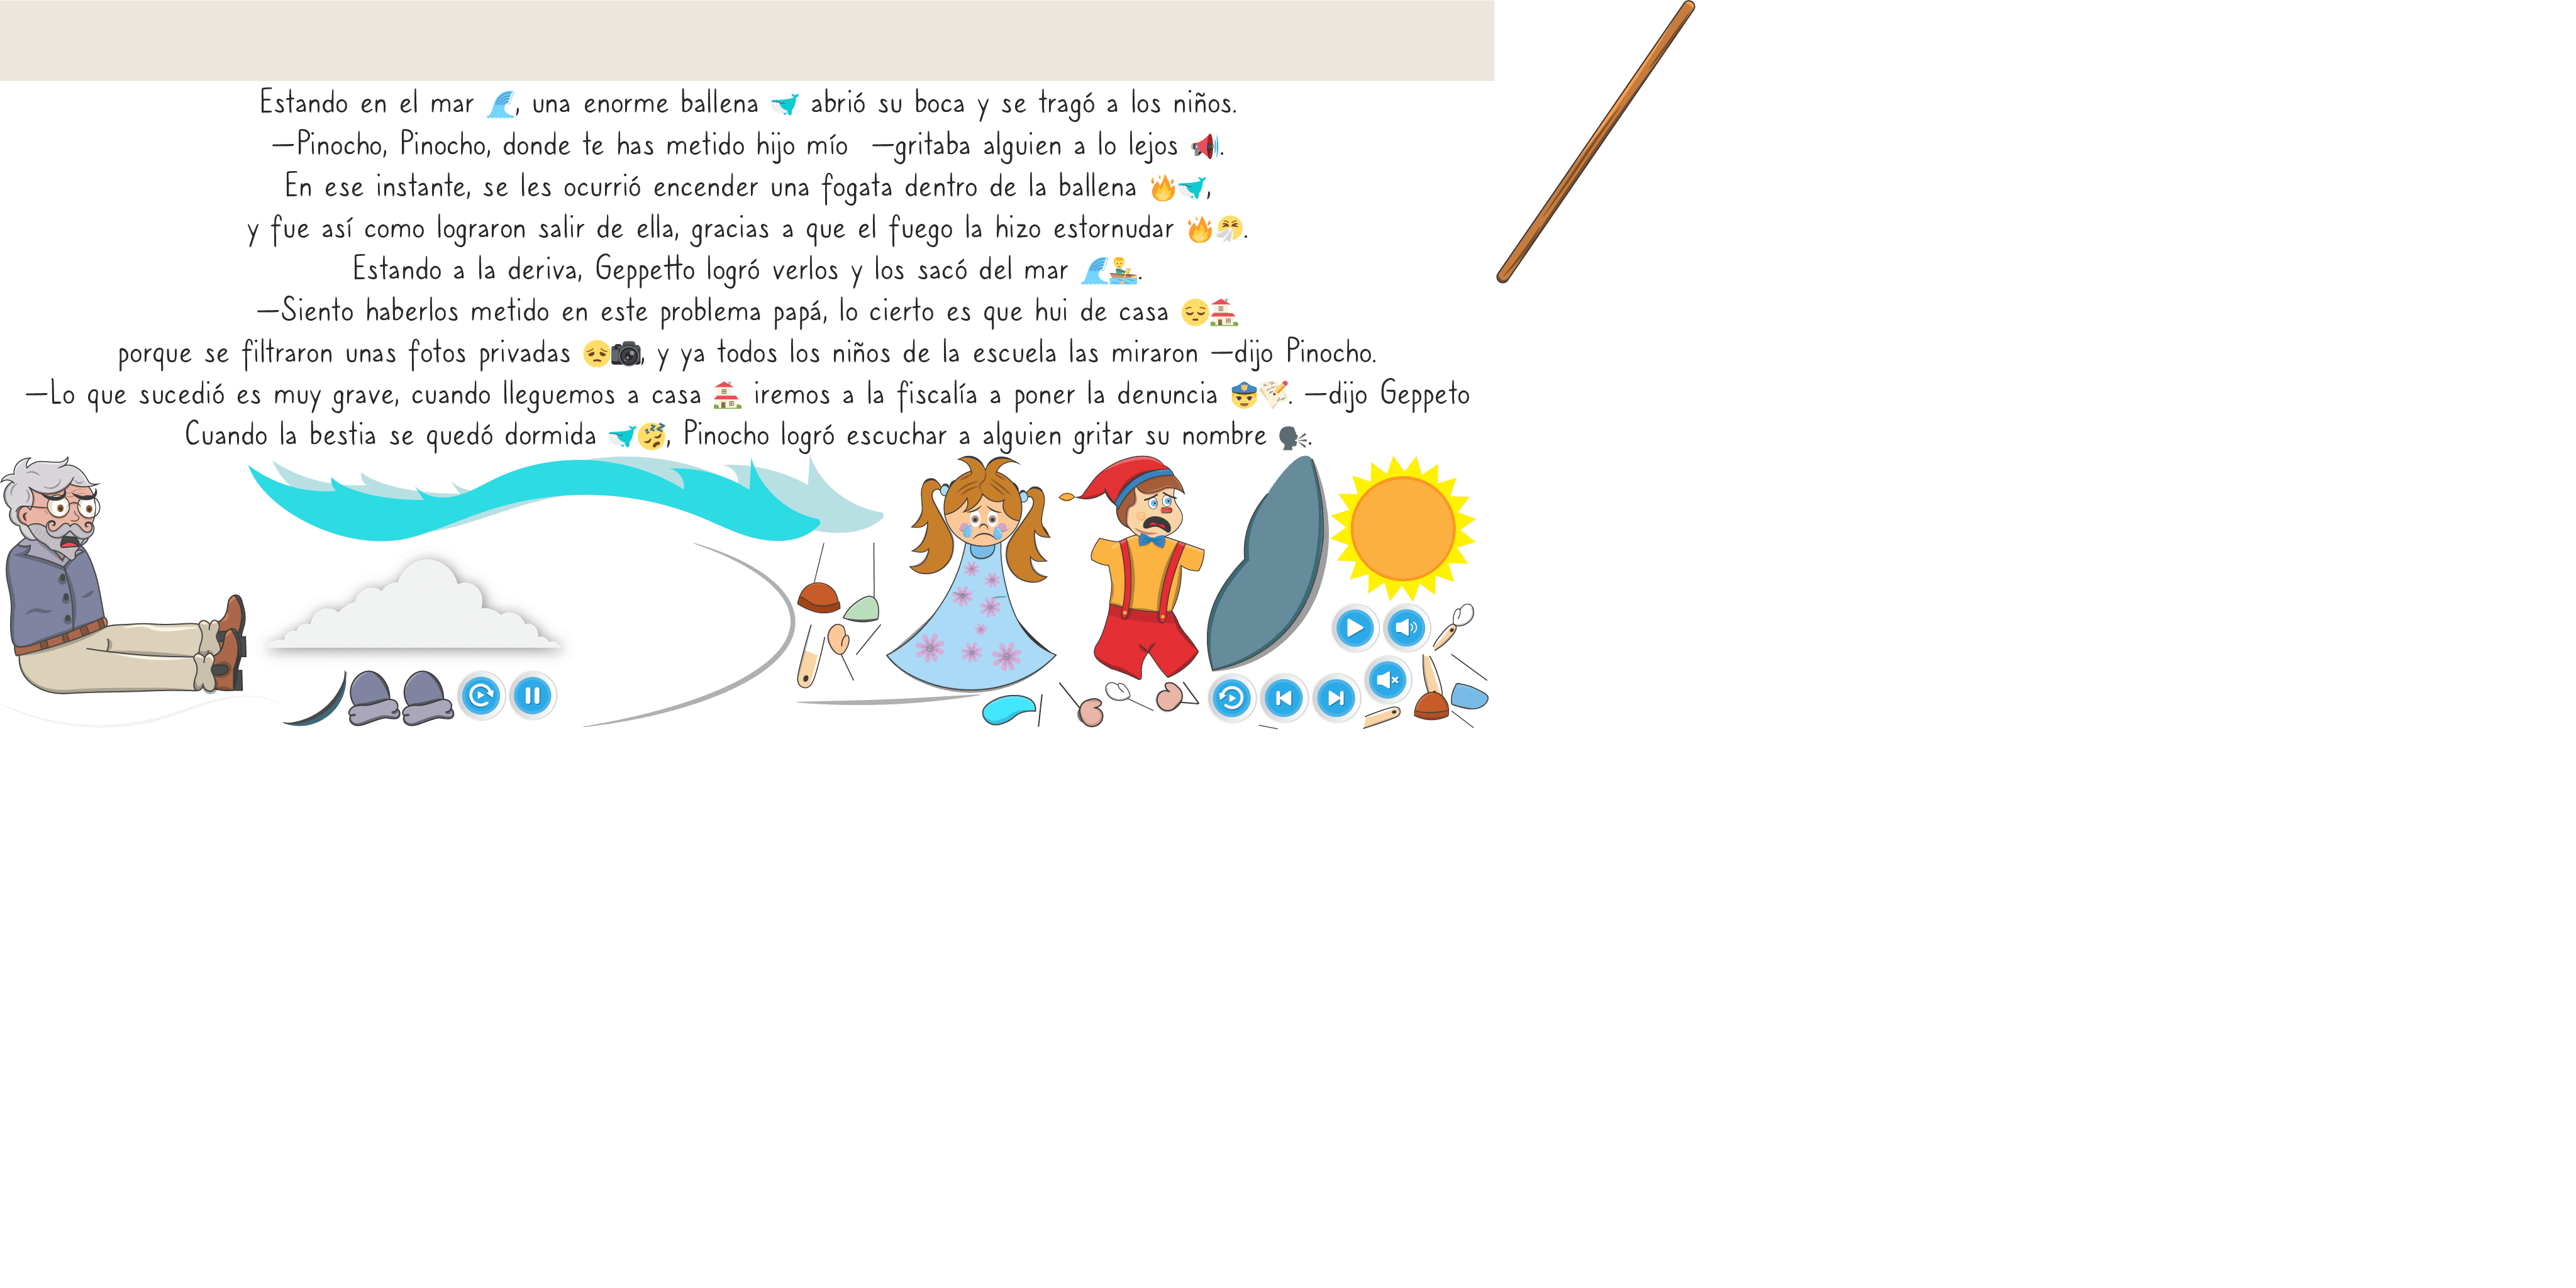 Estando en el mar 🌊, una enorme ballena 🐳 abrió su boca y se tragó a los niños.
—Pinocho, Pinocho, donde te has metido hijo mío —gritaba alguien a lo lejos 📣.
En ese instante, se les ocurrió encender una fogata dentro de la ballena 🔥🐳,
y fue así como lograron salir de ella, gracias a que el fuego la hizo estornudar 🔥🤧.
Estando a la deriva, Geppetto logró verlos y los sacó del mar 🌊🚣.
—Siento haberlos metido en este problema papá, lo cierto es que hui de casa 😔🏠
porque se filtraron unas fotos privadas 😞📷, y ya todos los niños de la escuela las miraron —dijo Pinocho.
—Lo que sucedió es muy grave, cuando lleguemos a casa 🏠 iremos a la fiscalía a poner la denuncia 👮📝. —dijo Geppeto
Cuando la bestia se quedó dormida 🐳😴, Pinocho logró escuchar a alguien gritar su nombre 🗣.